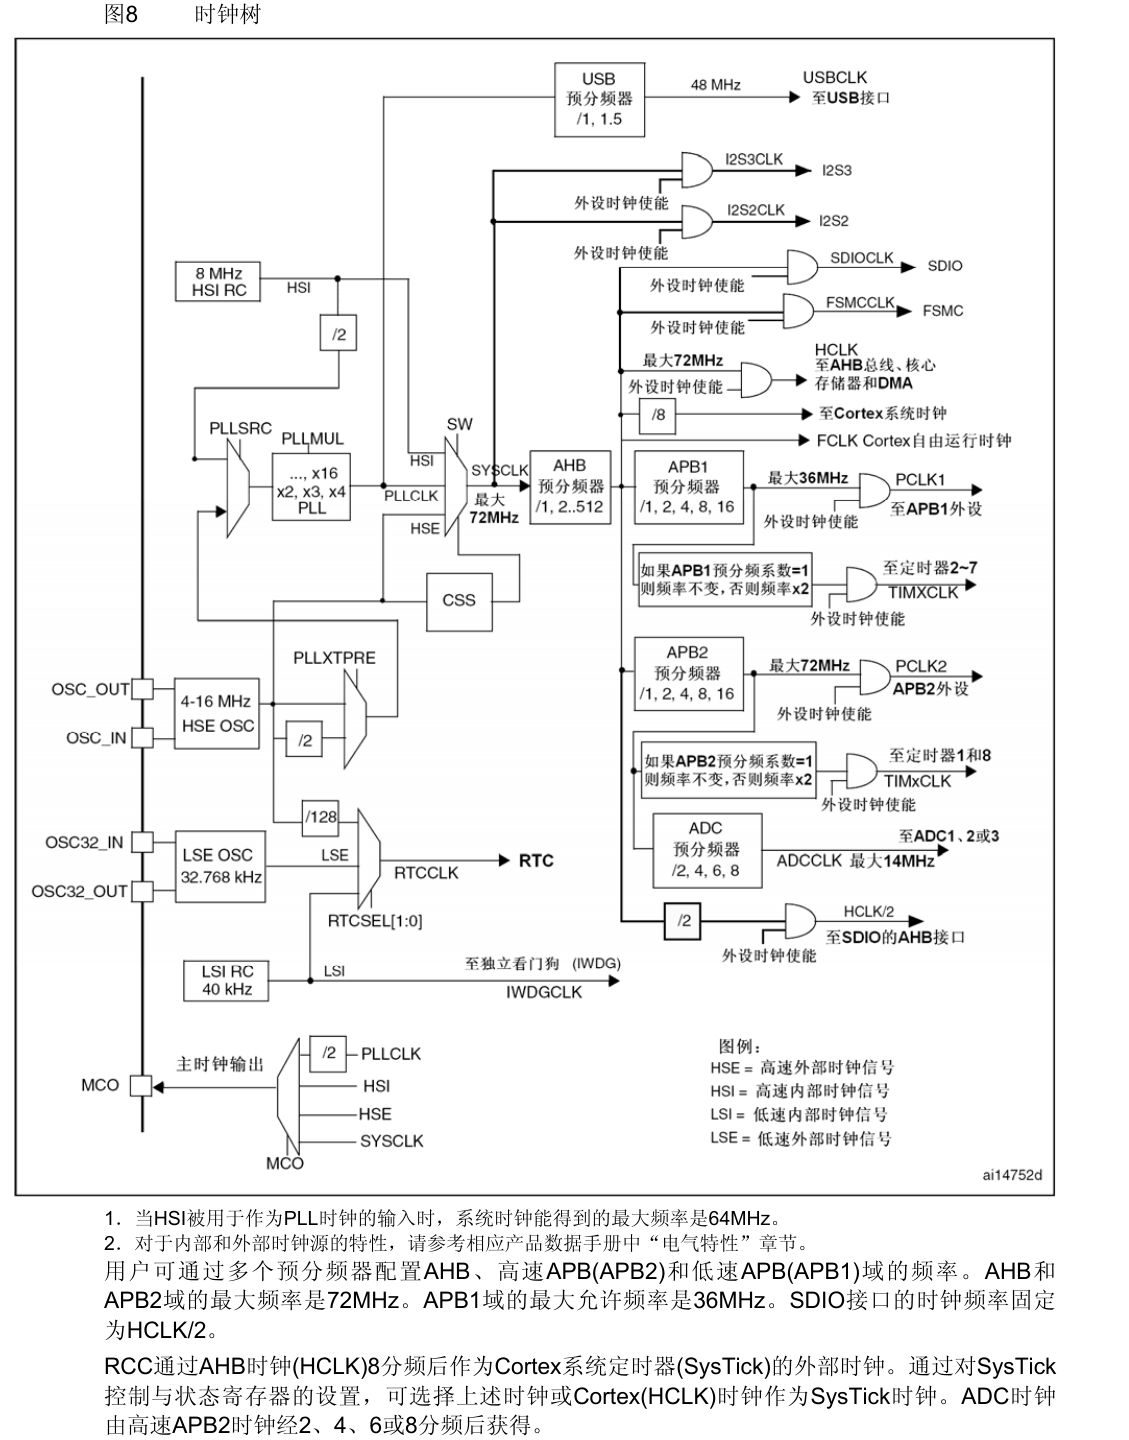 图8 时钟树
USB
预分频器
/1, 1.5
48 MHz
USBCLK
至USB接口
I2S3CLK
I2S3
外设时钟使能
I2S2CLK
I2S2
外设时钟使能
SDIOCLK
SDIO
外设时钟使能
FSMCCLK
FSMC
外设时钟使能
8 MHz
HSI RC
HSI
/2
最大72MHz
外设时钟使能
HCLK
至AHB总线、核心
存储器和DMA
/8
至Cortex系统时钟
FCLK Cortex自由运行时钟
PLLSRC
PLLMUL
..., x16
x2, x3, x4
PLL
SW
HSI
PLLCLK
HSE
SYSCLK
最大
72MHz
AHB
预分频器
/1, 2..512
APB1
预分频器
/1, 2, 4, 8, 16
最大36MHz
外设时钟使能
PCLK1
至APB1外设
CSS
如果APB1预分频系数=1
则频率不变，否则频率x2
至定时器2~7
TIMXCLK
外设时钟使能
PLLXTPRE
OSC_OUT
OSC_IN
4-16 MHz
HSE OSC
/2
APB2
预分频器
/1, 2, 4, 8, 16
最大72MHz
外设时钟使能
PCLK2
APB2外设
如果APB2预分频系数=1
则频率不变，否则频率x2
至定时器1和8
TIMxCLK
外设时钟使能
/128
OSC32_IN
OSC32_OUT
LSE OSC
32.768 kHz
LSE
RTC
RTCCLK
RTCSEL[1:0]
ADC
预分频器
/2, 4, 6, 8
至ADC1、2或3
ADCCLK 最大14MHz
/2
HCLK/2
至SDIO的AHB接口
外设时钟使能
LSI RC
40 kHz
LSI
至独立看门狗 (IWDG)
IWDGCLK
主时钟输出
MCO
/2
PLLCLK
HSI
HSE
SYSCLK
MCO
图例：
HSE = 高速外部时钟信号
HSI = 高速内部时钟信号
LSI = 低速内部时钟信号
LSE = 低速外部时钟信号
ai14752d
1. 当HSI被用于作为PLL时钟的输入时，系统时钟能得到的最大频率是64MHz。
2. 对于内部和外部时钟源的特性，请参考相应产品数据手册中“电气特性”章节。
用户可通过多个预分频器配置AHB、高速APB(APB2)和低速APB(APB1)域的频率。AHB和
APB2域的最大频率是72MHz。APB1域的最大允许频率是36MHz。SDIO接口的时钟频率固定
为HCLK/2。
RCC通过AHB时钟(HCLK)8分频后作为Cortex系统定时器(SysTick)的外部时钟。通过对SysTick
控制与状态寄存器的设置，可选择上述时钟或Cortex(HCLK)时钟作为SysTick时钟。ADC时钟
由高速APB2时钟经2、4、6或8分频后获得。